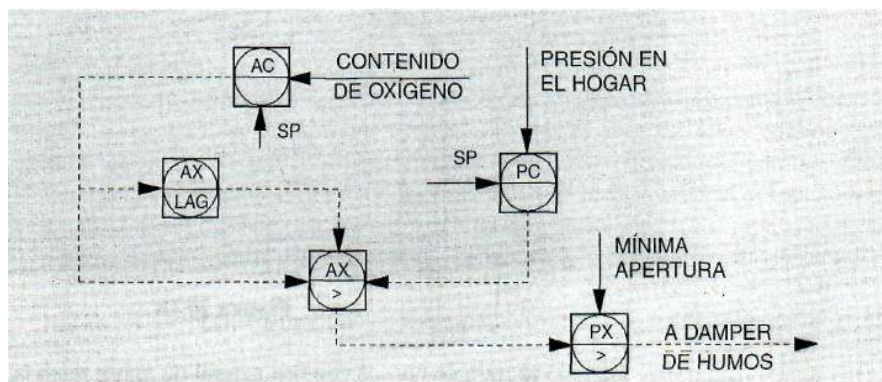 AC
CONTENIDO
DE OXÍGENO
SP
PRESIÓN EN
EL HOGAR
AX
LAG
SP
PC
AX
>
MÍNIMA
APERTURA
PX
>
A DAMPER
DE HUMOS